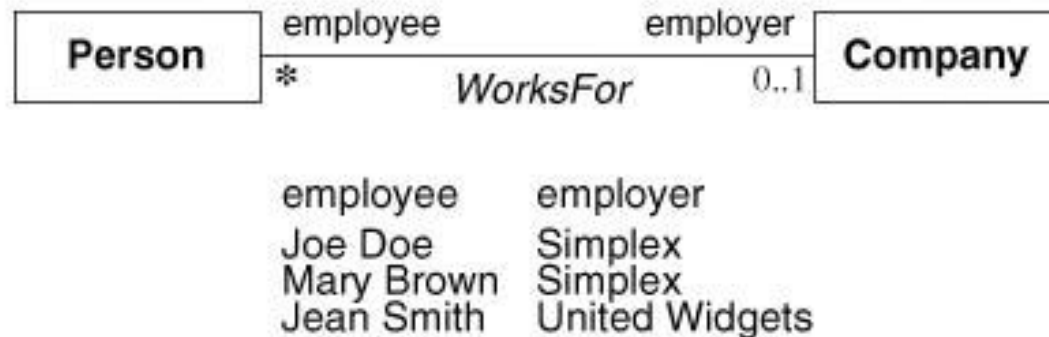 employee employer
Person Company
* WorksFor 0..1
employee employer
Joe Doe Simplex
Mary Brown Simplex
Jean Smith United Widgets